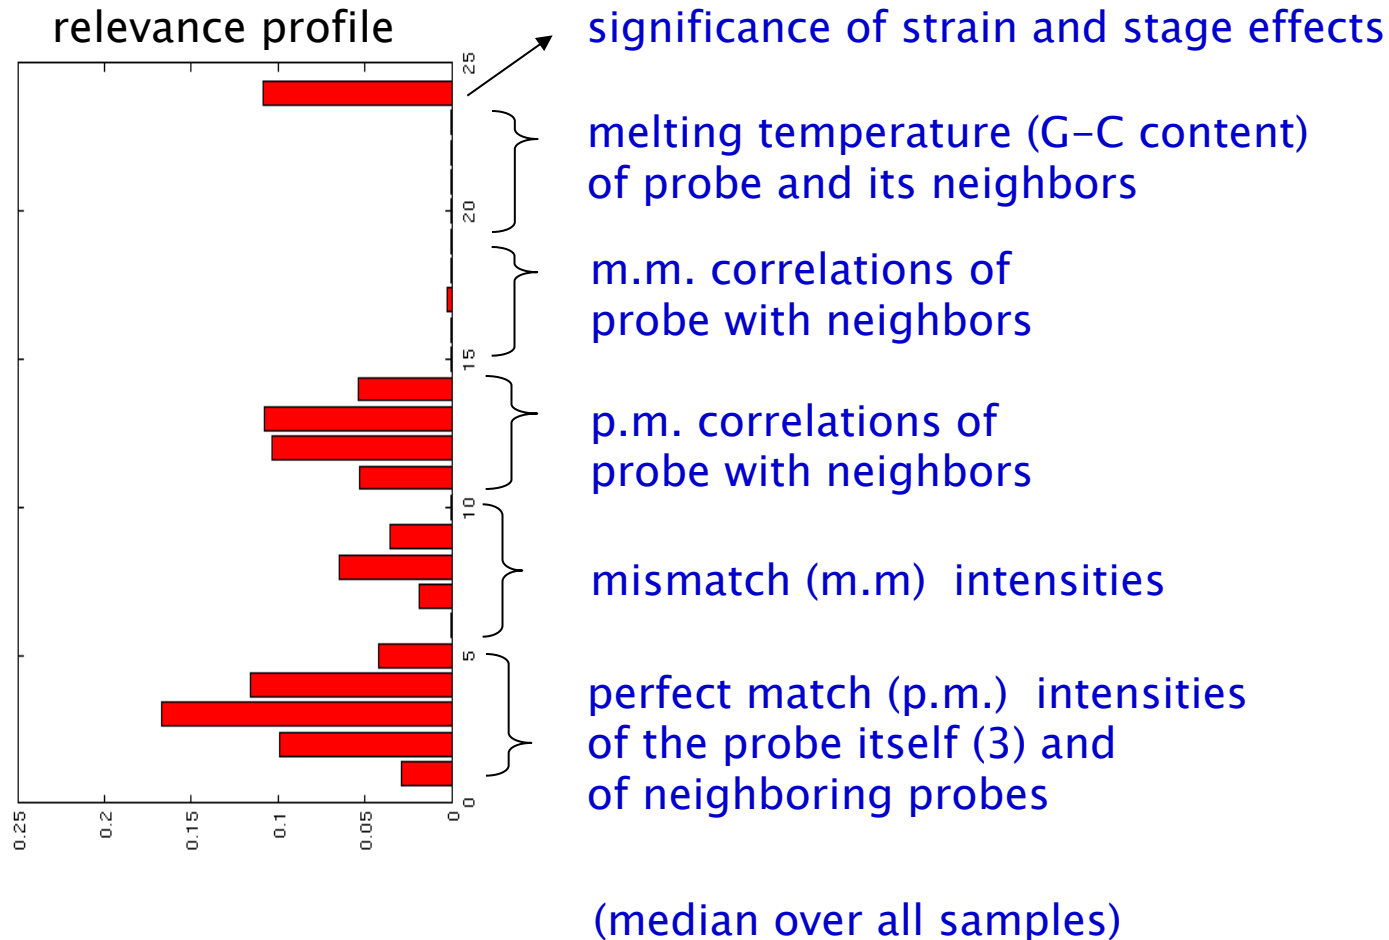 relevance profile
significance of strain and stage effects
melting temperature (G-C content)
of probe and its neighbors
m.m. correlations of
probe with neighbors
p.m. correlations of
probe with neighbors
mismatch (m.m)  intensities
perfect match (p.m.)  intensities
of the probe itself (3) and
of neighboring probes
(median over all samples)
25
20
15
10
5
0
0.25
0.2
0.15
0.1
0.05
0